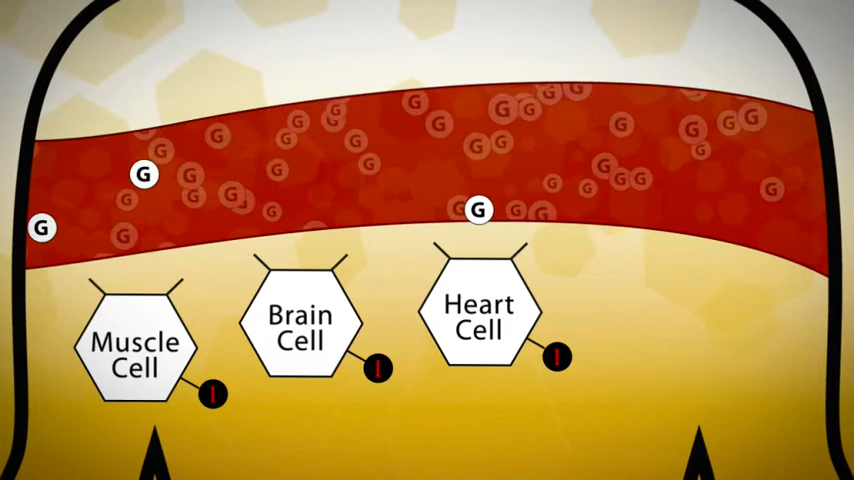 G
G
G
Muscle
Cell
I
Brain
Cell
I
Heart
Cell
I